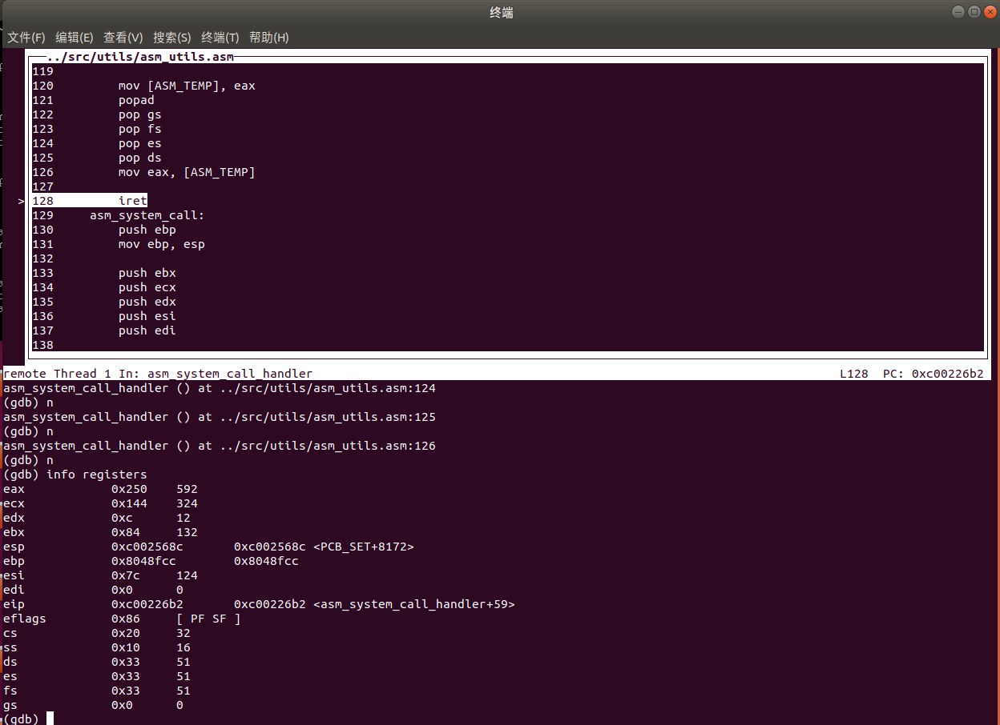 终端
文件(F) 编辑(E) 查看(V) 搜索(S) 终端(T) 帮助(H)
../src/utils/asm_utils.asm
119
120 mov [ASM_TEMP], eax
121 popad
122 pop gs
123 pop fs
124 pop es
125 pop ds
126 mov eax, [ASM_TEMP]
127
>128 iret
129 asm_system_call:
130 push ebp
131 mov ebp, esp
132
133 push ebx
134 push ecx
135 push edx
136 push esi
137 push edi
138
remote Thread 1 In: asm_system_call_handler L128 PC: 0xc00226b2
asm_system_call_handler () at ../src/utils/asm_utils.asm:124
(gdb) n
asm_system_call_handler () at ../src/utils/asm_utils.asm:125
(gdb) n
asm_system_call_handler () at ../src/utils/asm_utils.asm:126
(gdb) n
(gdb) info registers
eax 0x250 592
ecx 0x144 324
edx 0xc 12
ebx 0x84 132
esp 0xc002568c 0xc002568c <PCB_SET+8172>
ebp 0x8048fcc 0x8048fcc
esi 0x7c 124
edi 0x0 0
eip 0xc00226b2 0xc00226b2 <asm_system_call_handler+59>
eflags 0x86 [ PF SF ]
cs 0x20 32
ss 0x10 16
ds 0x33 51
es 0x33 51
fs 0x33 51
gs 0x0 0
(gdb)